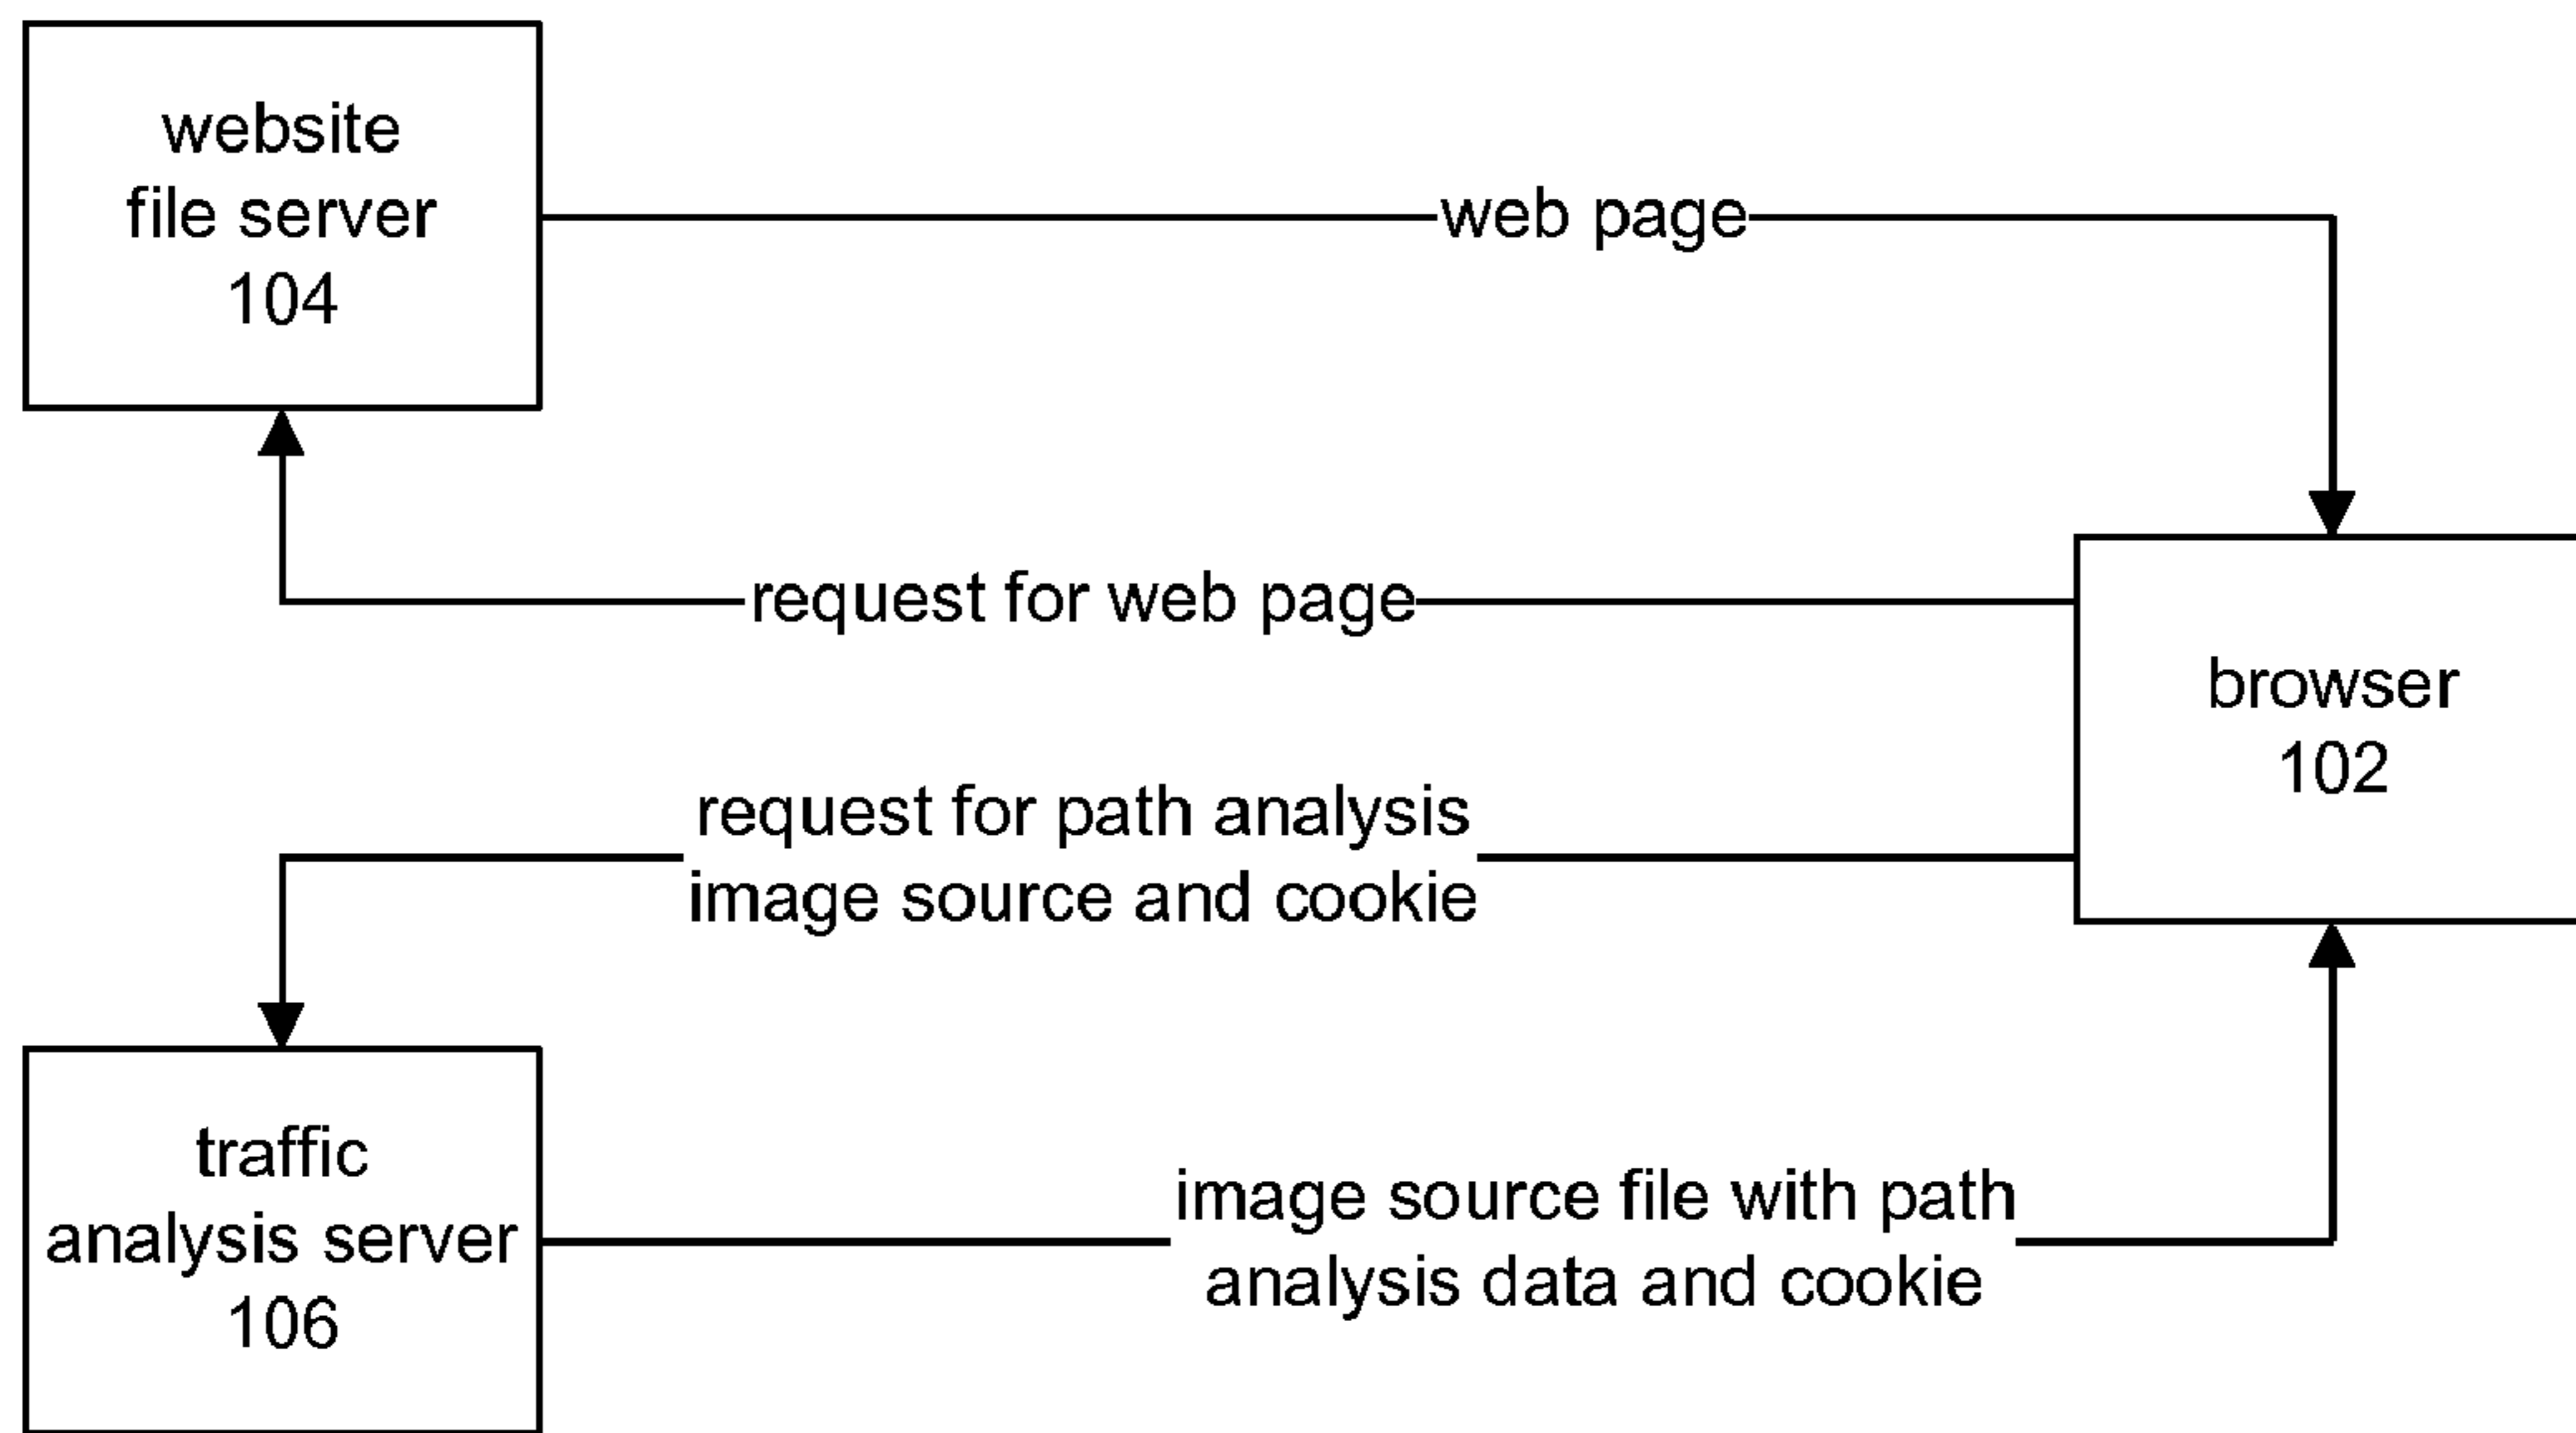 website
file server
104
web page
request for web page
browser
102
request for path analysis
image source and cookie
traffic
analysis server
106
image source file with path
analysis data and cookie